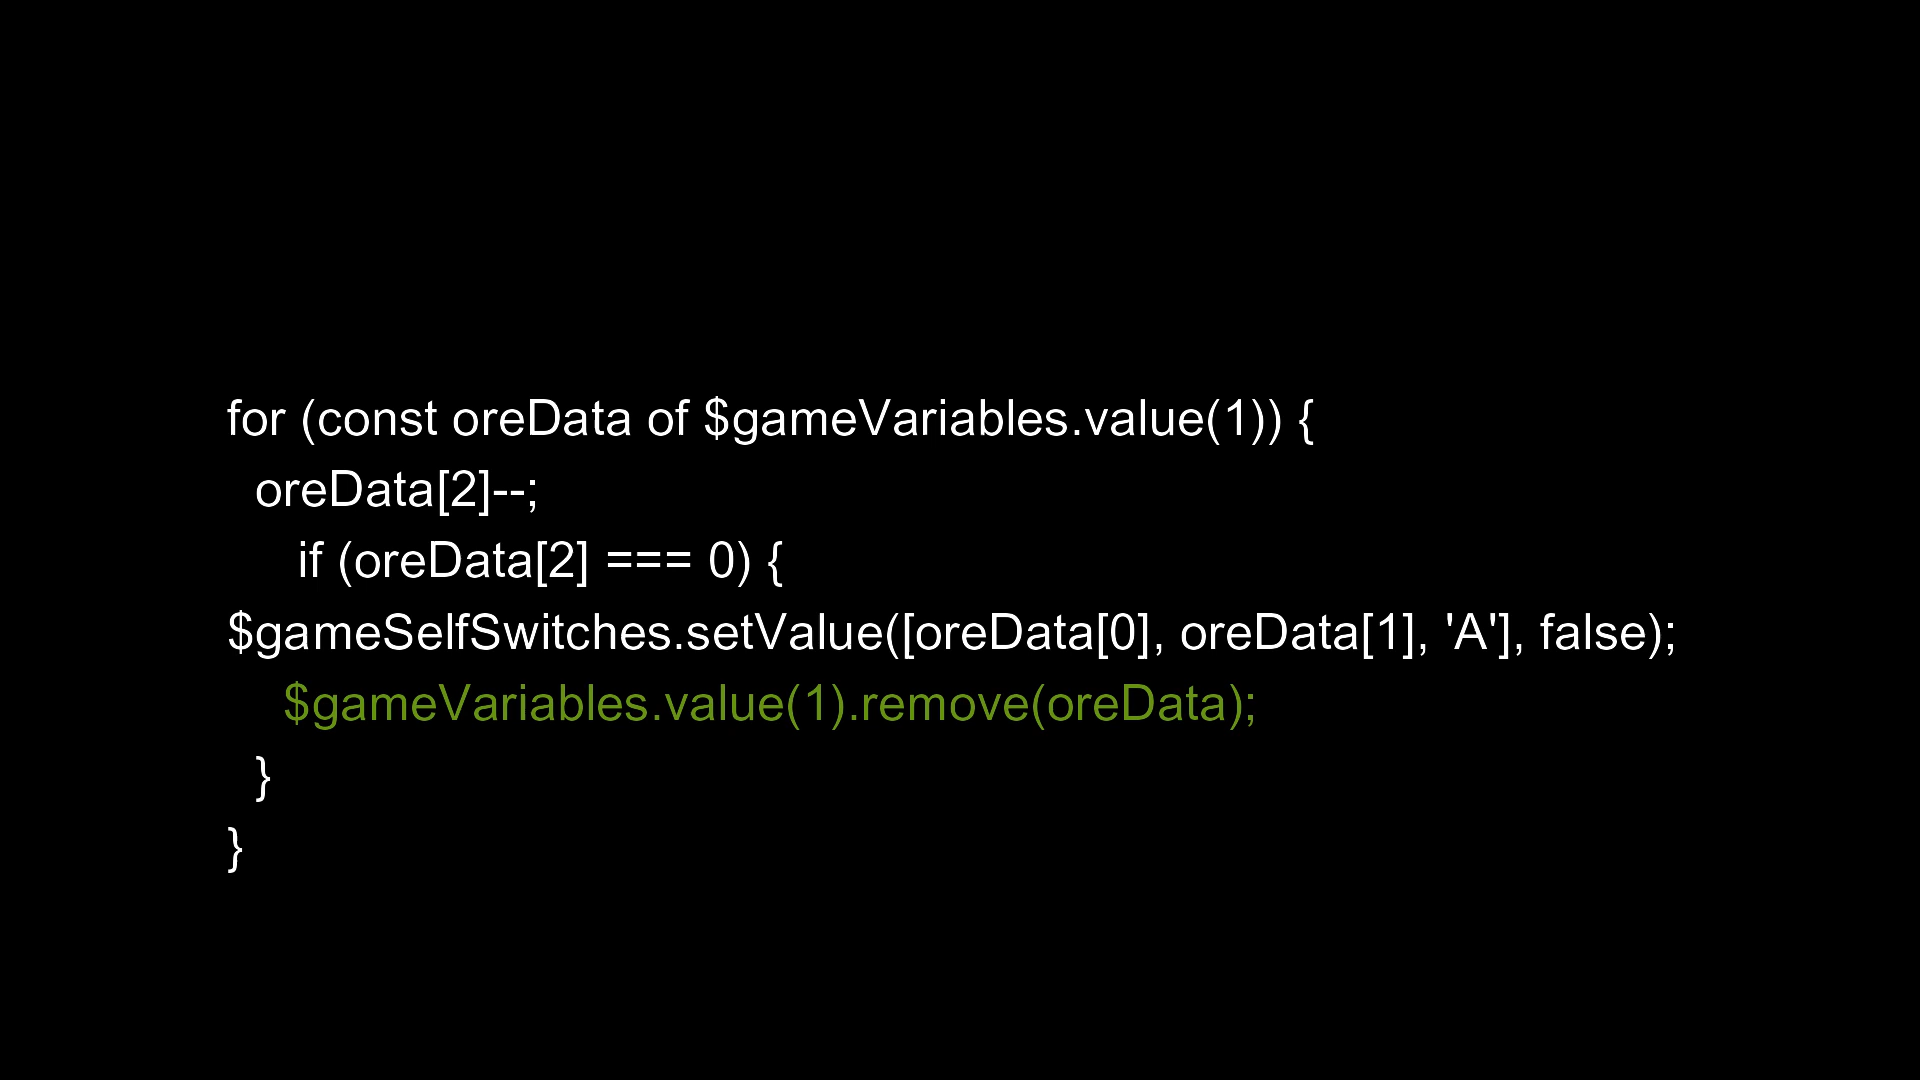 for (const oreData of $gameVariables.value(1)) {
oreData[2]--;
if (oreData[2] === 0) {
$gameSelfSwitches.setValue([oreData[0], oreData[1], 'A'], false);
$gameVariables.value(1).remove(oreData);
}
}